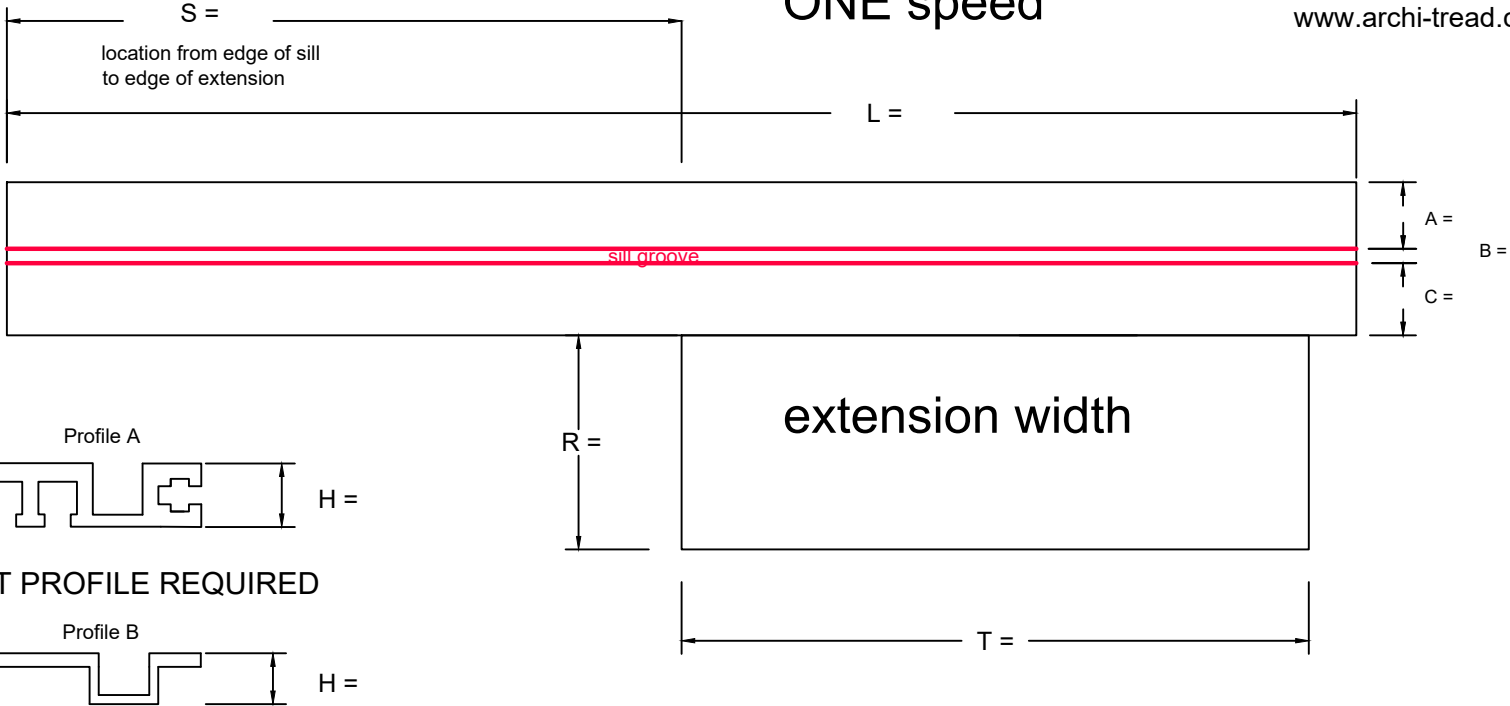 S =
ONE speed
www.archi-tread.c
location from edge of sill
to edge of extension
L =
A =
sill groove
B =
C =
extension width
Profile A
R =
H =
T PROFILE REQUIRED
Profile B
T =
H =